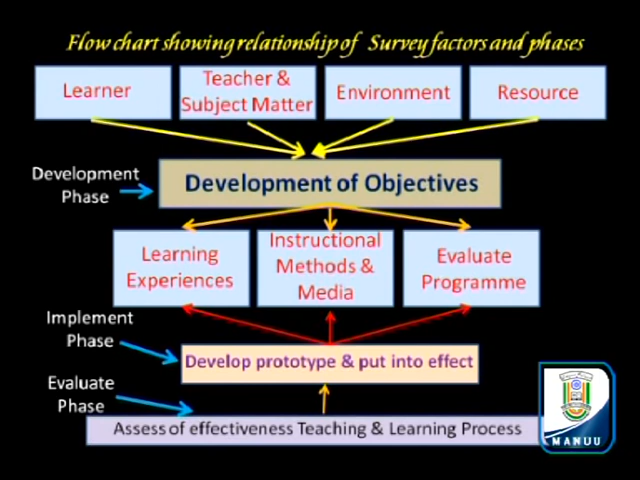 Flow chart showing relationship of Survey factors and phases
Learner
Teacher &
Subject Matter
Environment
Resource
Development
Phase
Development of Objectives
Learning
Experiences
Instructional
Methods &
Media
Evaluate
Programme
Implement
Phase
Develop prototype & put into effect
Evaluate
Phase
Assess of effectiveness Teaching & Learning Process
MANUU